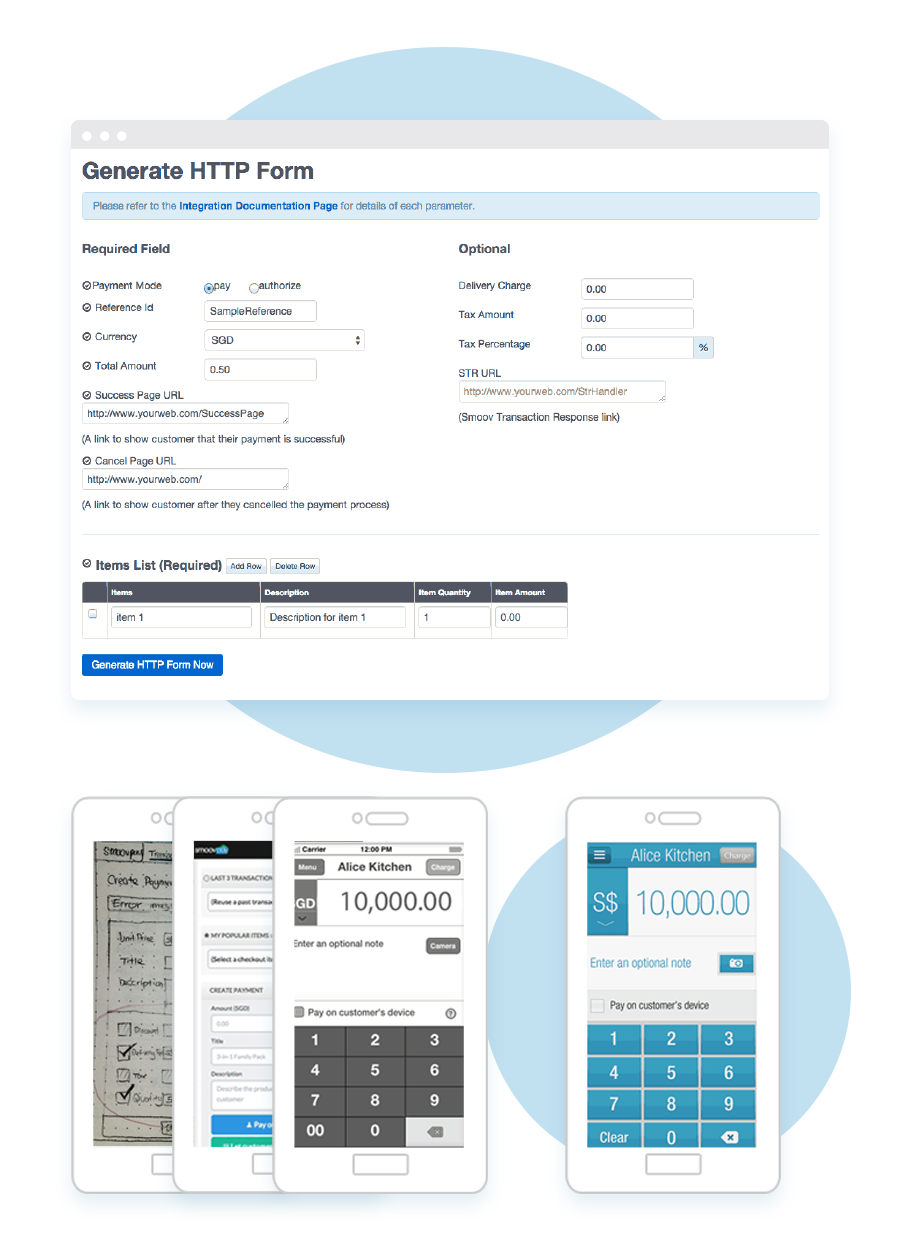 Generate HTTP Form
Please refer to the Integration Documentation Page for details of each parameter.
Required Field
Payment Mode pay authorize
Reference Id SampleReference
Currency SGD
Total Amount 0.50
Success Page URL
http://www.yourweb.com/SuccessPage
(A link to show customer that their payment is successful)
Cancel Page URL
http://www.yourweb.com/
(A link to show customer after they cancelled the payment process)
Optional
Delivery Charge 0.00
Tax Amount 0.00
Tax Percentage 0.00 %
STR URL
http://www.yourweb.com/StrHandler
(Smoov Transaction Response link)
Items List (Required) Add Row Delete Row
Items Description Item Quantity Item Amount
item 1 Description for item 1 1 0.00
Generate HTTP Form Now
Smoovpay
Create Payme
Error mess
Unit Price
Title
Description
Discount
Delivery
Tax
Quality
smoovpay
LAST 3 TRANSACTION
(Reuse a past transa
MY POPULAR ITEMS
(Select a checkout it
CREATE PAYMENT
Amount (SGD)
0.00
Title
3-in-1 Family Pack
Description
Describe the produ
customer
Pay o
Carrier 12:00 PM
Menu Alice Kitchen Charge
GD 10,000.00
Enter an optional note Camera
Pay on customer's device ?
1 2 3
4 5 6
7 8 9
00 0
Alice Kitchen Charge
S$ 10,000.00
Enter an optional note
Pay on customer's device
1 2 3
4 5 6
7 8 9
Clear 0